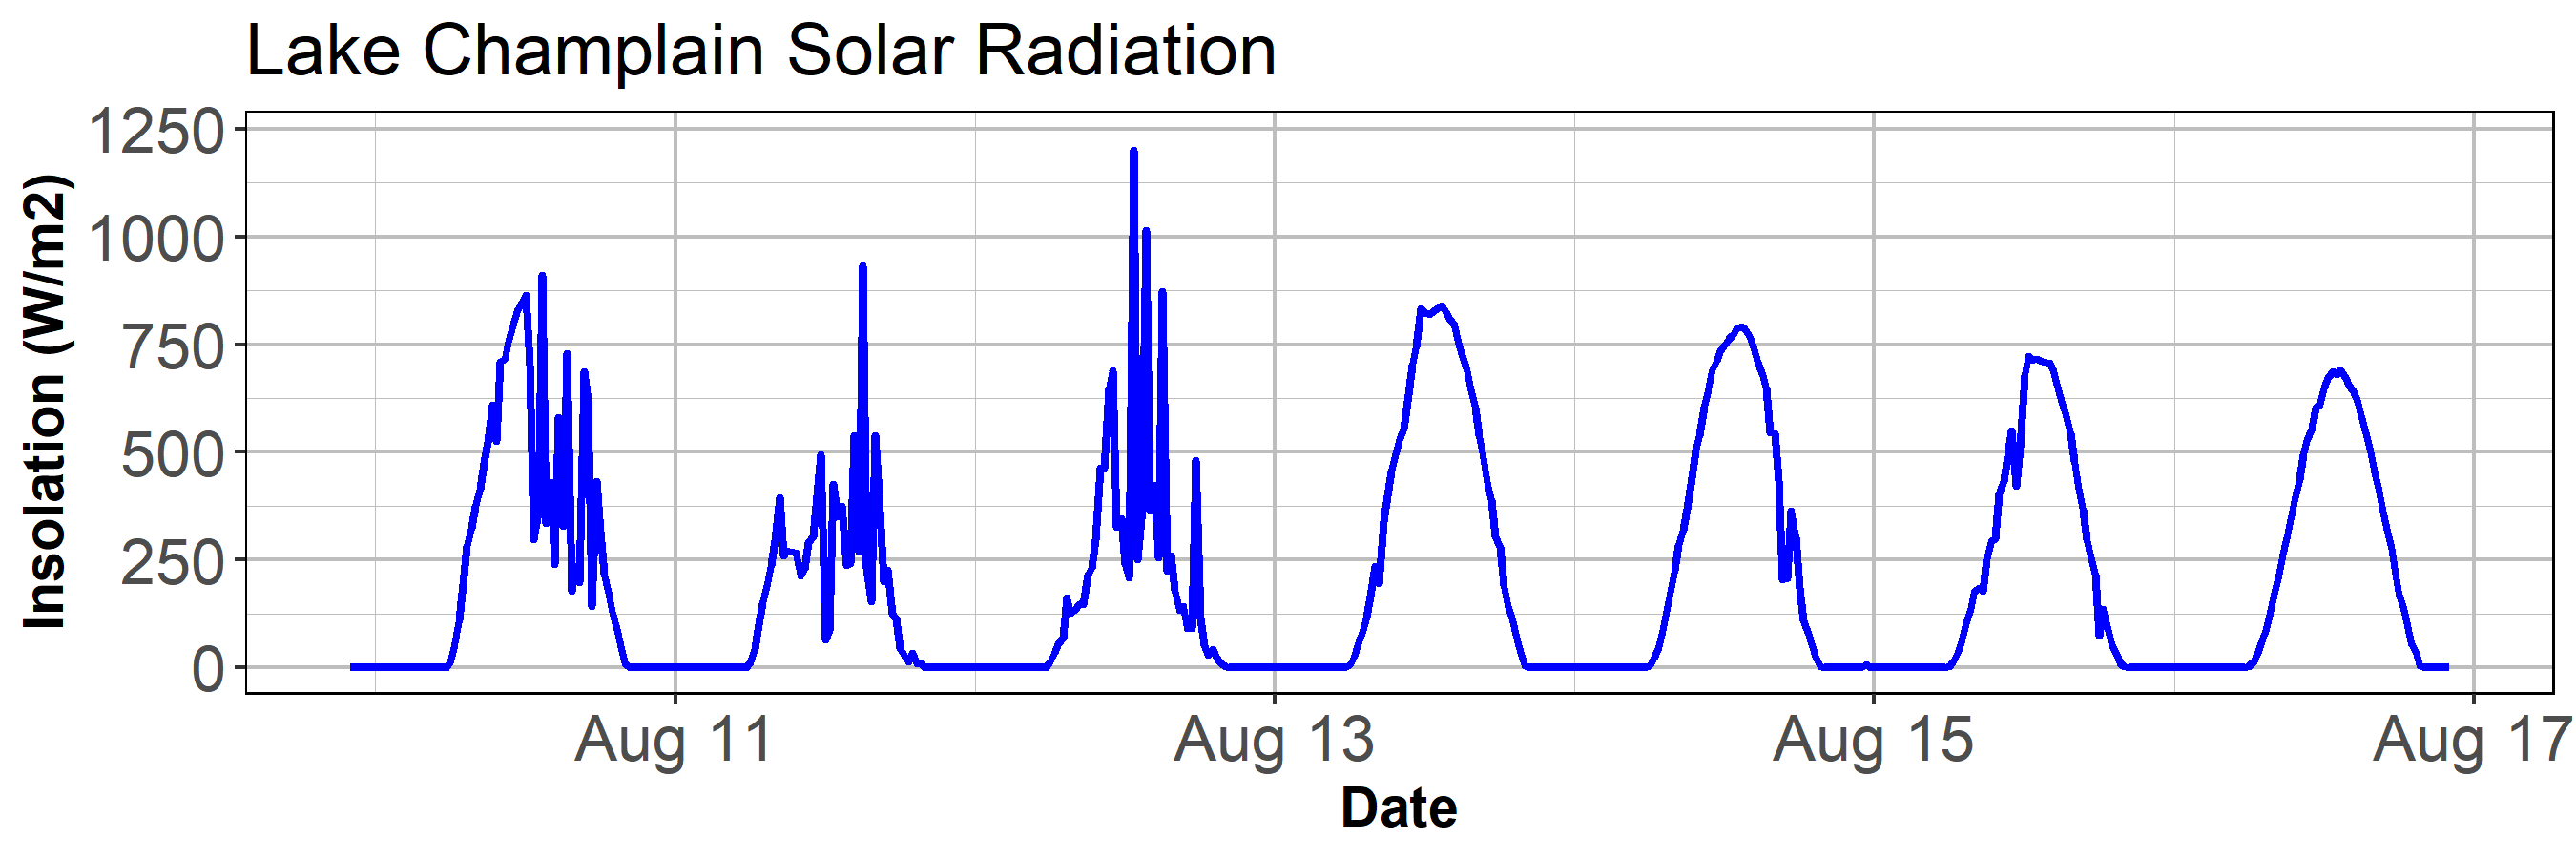 Lake Champlain Solar Radiation
Insolation (W/m2)
1250
1000
750
500
250
0
Aug 11
Aug 13
Aug 15
Aug 17
Date